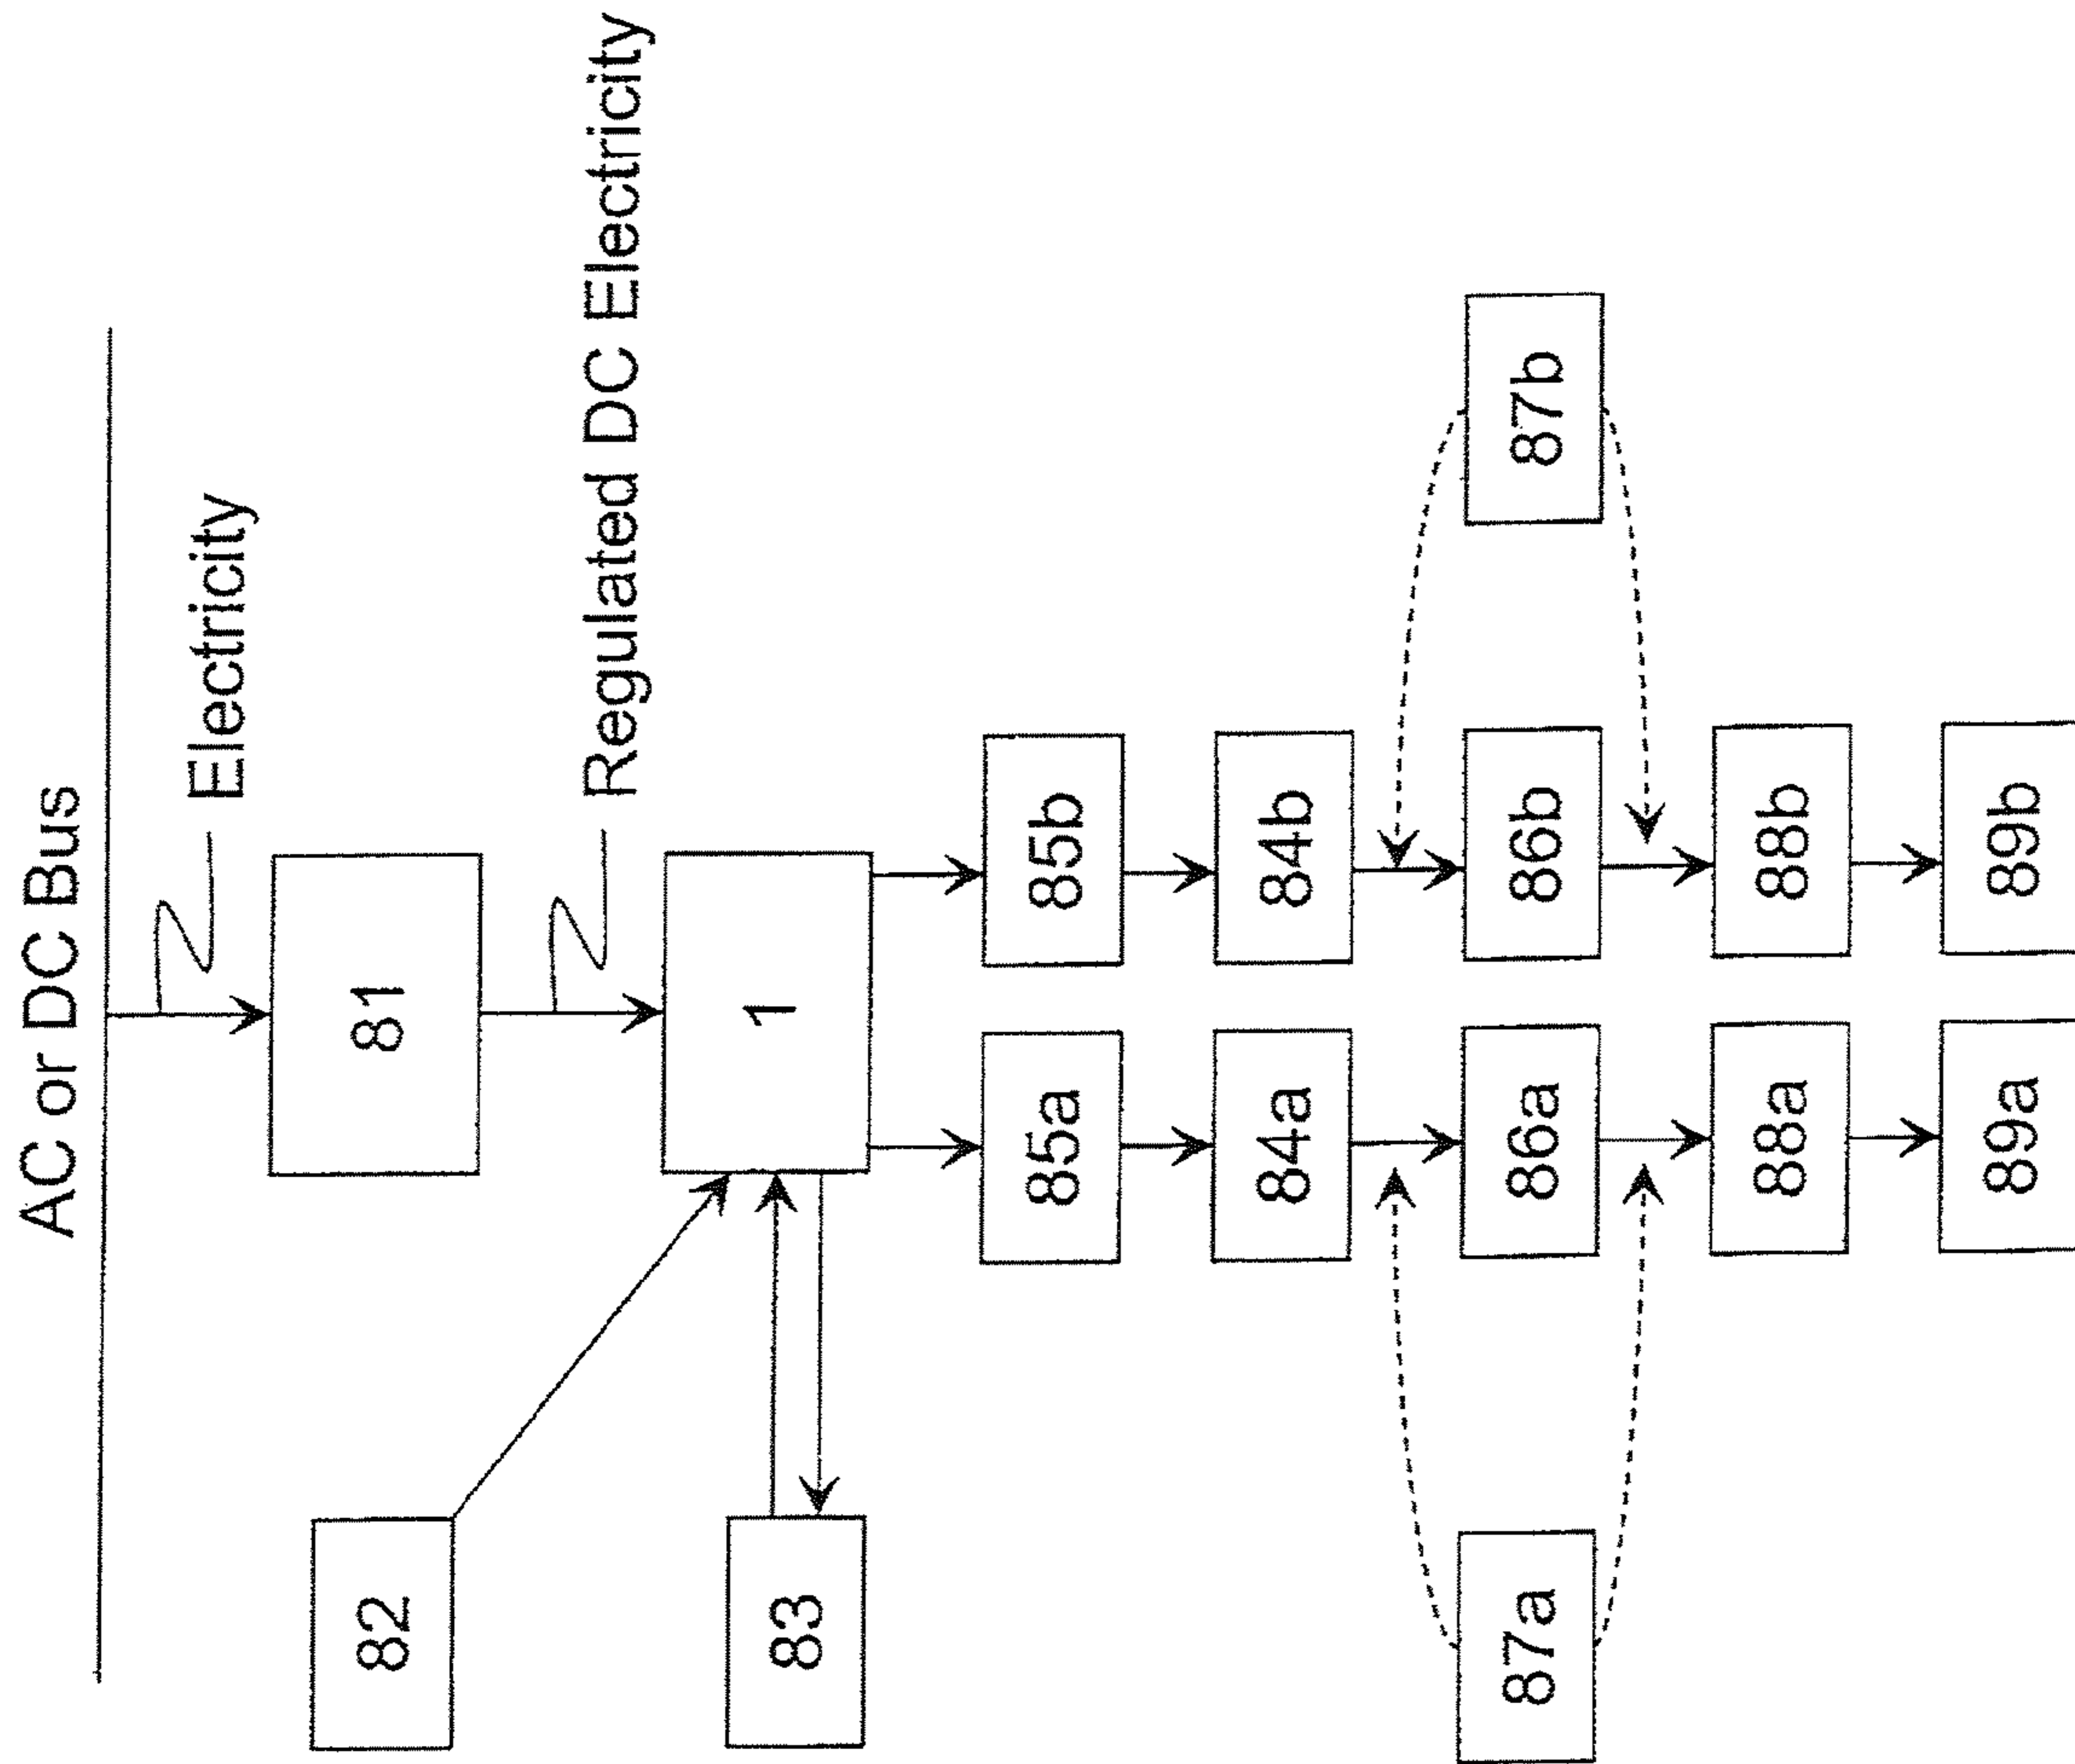 AC or DC Bus
Electricity
81
Regulated DC Electricity
82
1
83
85a
85b
84a
84b
87a
86a
86b
87b
88a
88b
89a
89b